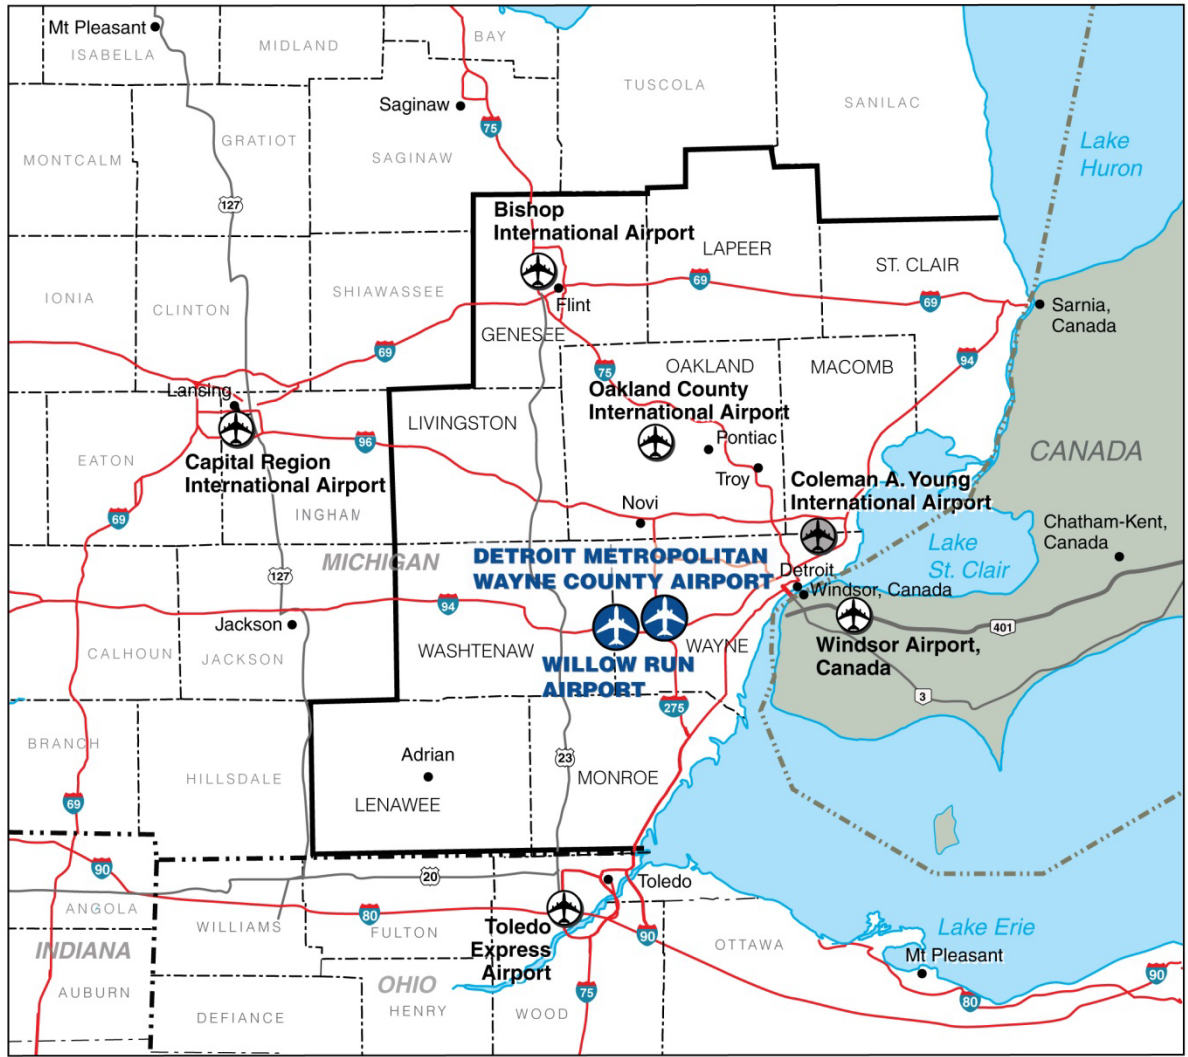 Mt Pleasant
ISABELLA
MIDLAND
BAY
TUSCOLA
SANILAC
Saginaw
75
Lake
Huron
MONTCALM
GRATIOT
SAGINAW
127
Bishop
International Airport
LAPEER
ST. CLAIR
IONIA
CLINTON
SHIAWASSEE
69
69
Flint
Sarnia,
Canada
GENESEE
69
75
OAKLAND
MACOMB
94
Lansing
Oakland County
International Airport
LIVINGSTON
96
Pontiac
CANADA
EATON
Capital Region
International Airport
Troy
Coleman A. Young
International Airport
69
INGHAM
Novi
Chatham-Kent,
Canada
MICHIGAN
DETROIT METROPOLITAN
WAYNE COUNTY AIRPORT
Lake
St. Clair
127
Detroit
Windsor, Canada
94
Jackson
401
CALHOUN
JACKSON
WASHTENAW
WAYNE
Windsor Airport,
Canada
WILLOW RUN
AIRPORT
275
3
BRANCH
Adrian
23
HILLSDALE
MONROE
69
LENAWEE
90
20
Toledo
ANGOLA
80
WILLIAMS
FULTON
Toledo
Express
Airport
90
OTTAWA
Lake Erie
INDIANA
Mt Pleasant
90
AUBURN
OHIO
75
80
DEFIANCE
HENRY
WOOD